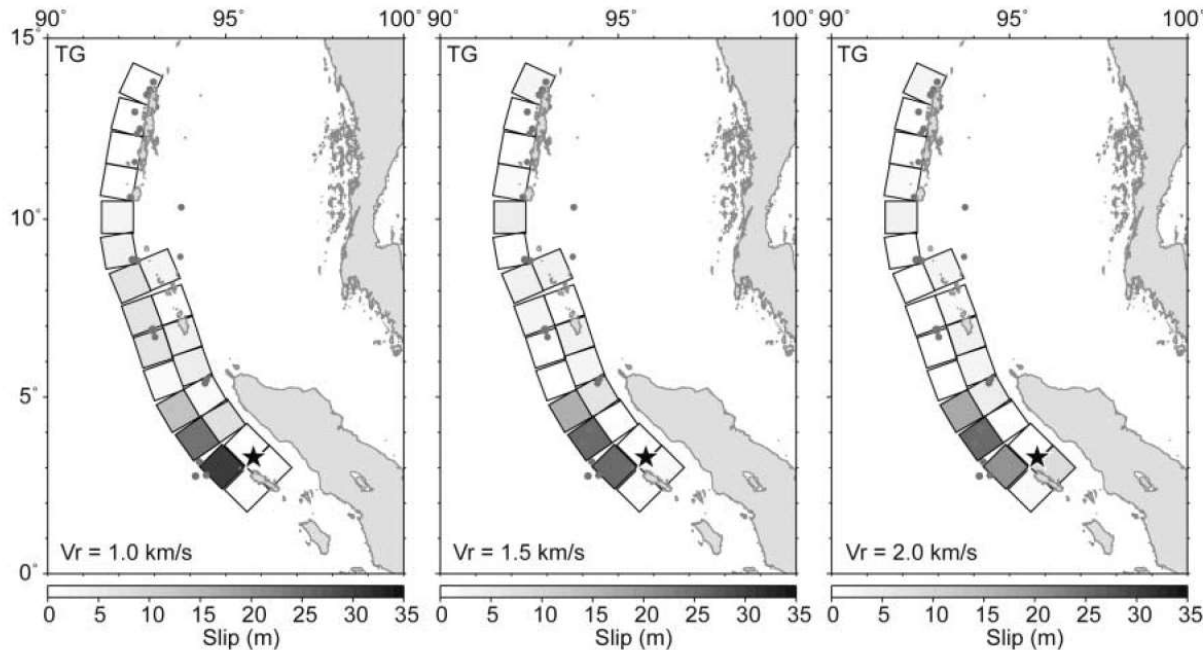 90° 95° 100° 90° 95° 100° 90° 95° 100°
15°
TG TG TG
10°
5°
Vr = 1.0 km/s Vr = 1.5 km/s Vr = 2.0 km/s
0°
0 5 10 15 20 25 30 35 0 5 10 15 20 25 30 35 0 5 10 15 20 25 30 35
Slip (m) Slip (m) Slip (m)